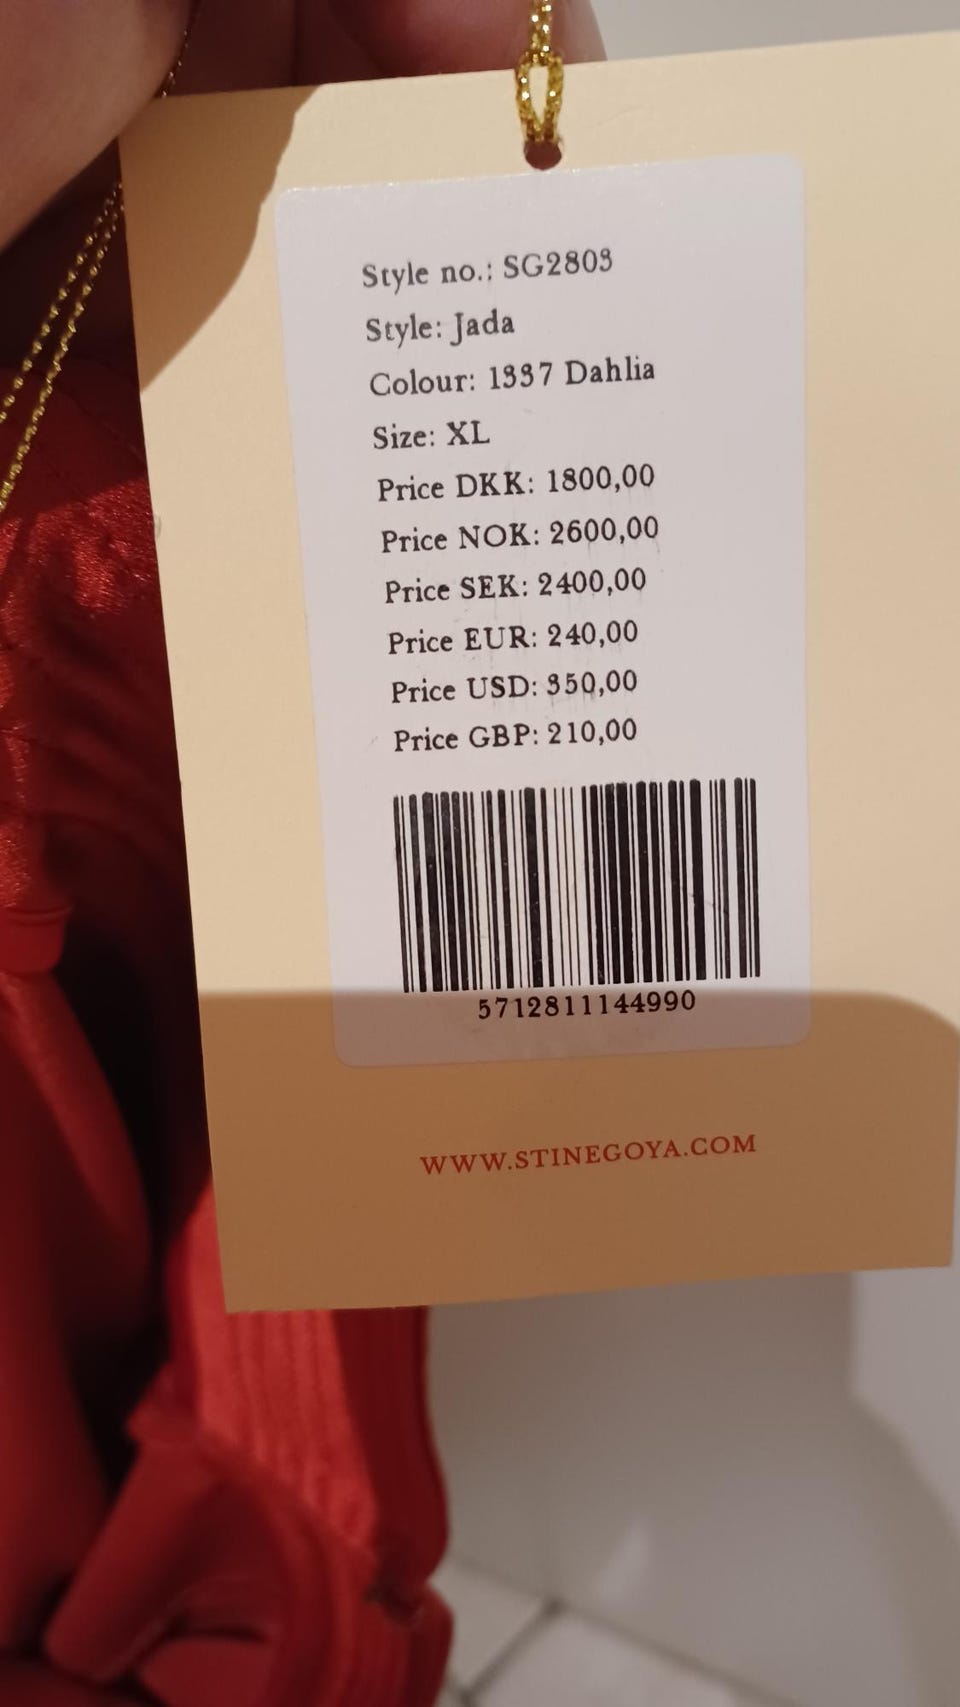 Style no.: SG2803
Style: Jada
Colour: 1337 Dahlia
Size: XL
Price DKK: 1800,00
Price NOK: 2600,00
Price SEK: 2400,00
Price EUR: 240,00
Price USD: 350,00
Price GBP: 210,00
5712811144990
WWW.STINEGOYA.COM